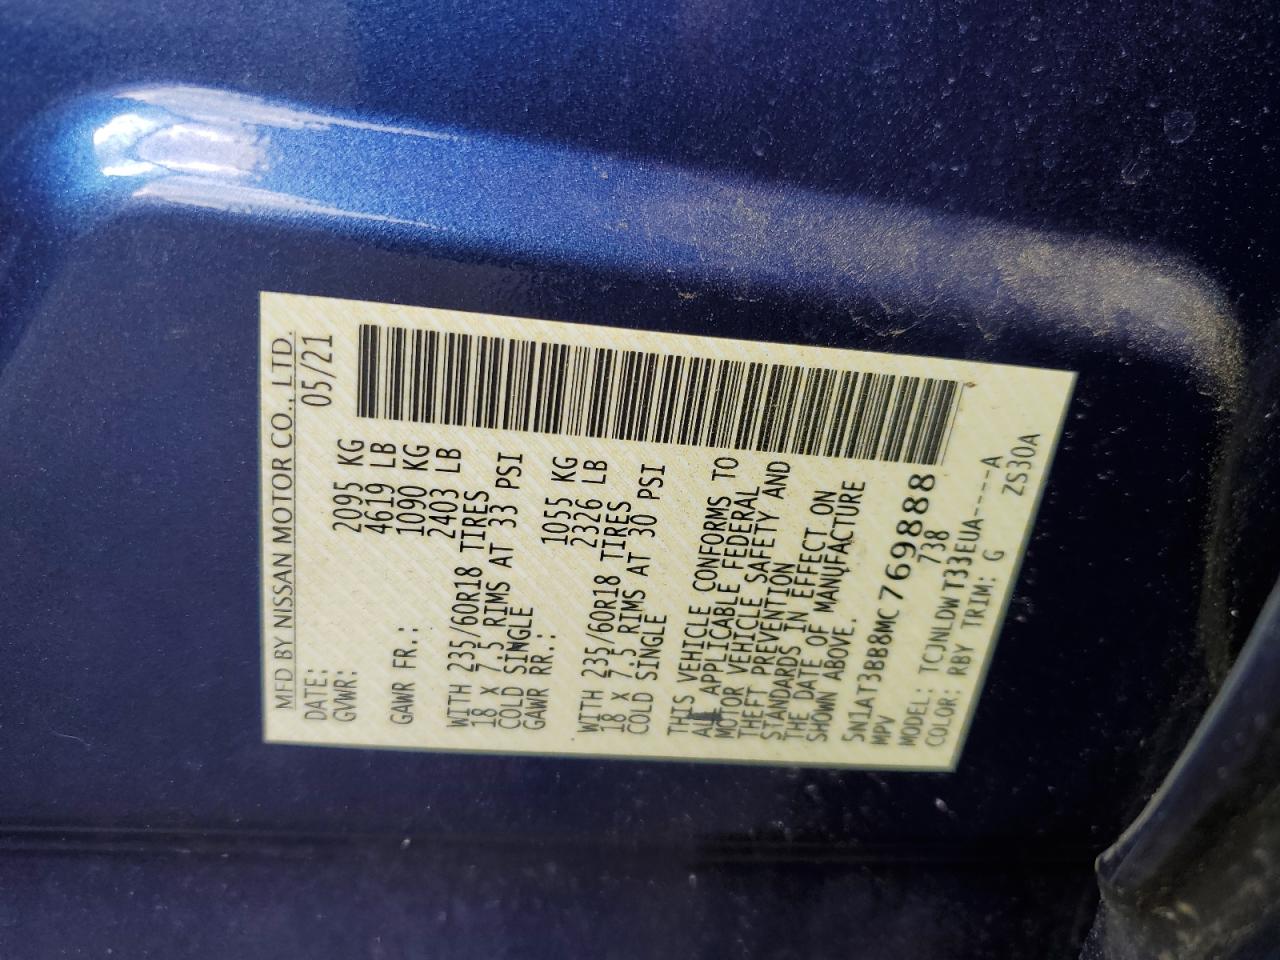 MFD BY NISSAN MOTOR CO., LTD.
DATE: 05/21
GVWR: 2095 KG
4619 LB
GAWR FR.: 1090 KG
2403 LB
WITH 235/60R18 TIRES
18 X 7.5 RIMS AT 33 PSI
COLD SINGLE
GAWR RR.: 1055 KG
2326 LB
WITH 235/60R18 TIRES
18 X 7.5 RIMS AT 30 PSI
COLD SINGLE
THIS VEHICLE CONFORMS TO
ALL APPLICABLE FEDERAL
MOTOR VEHICLE SAFETY AND
THEFT PREVENTION
STANDARDS IN EFFECT ON
THE DATE OF MANUFACTURE
SHOWN ABOVE.
5N1AT3BB8MC769888
MPV 738
MODEL: TCJNLDWT33EUA-----A
COLOR: RBY TRIM: G ZS30A